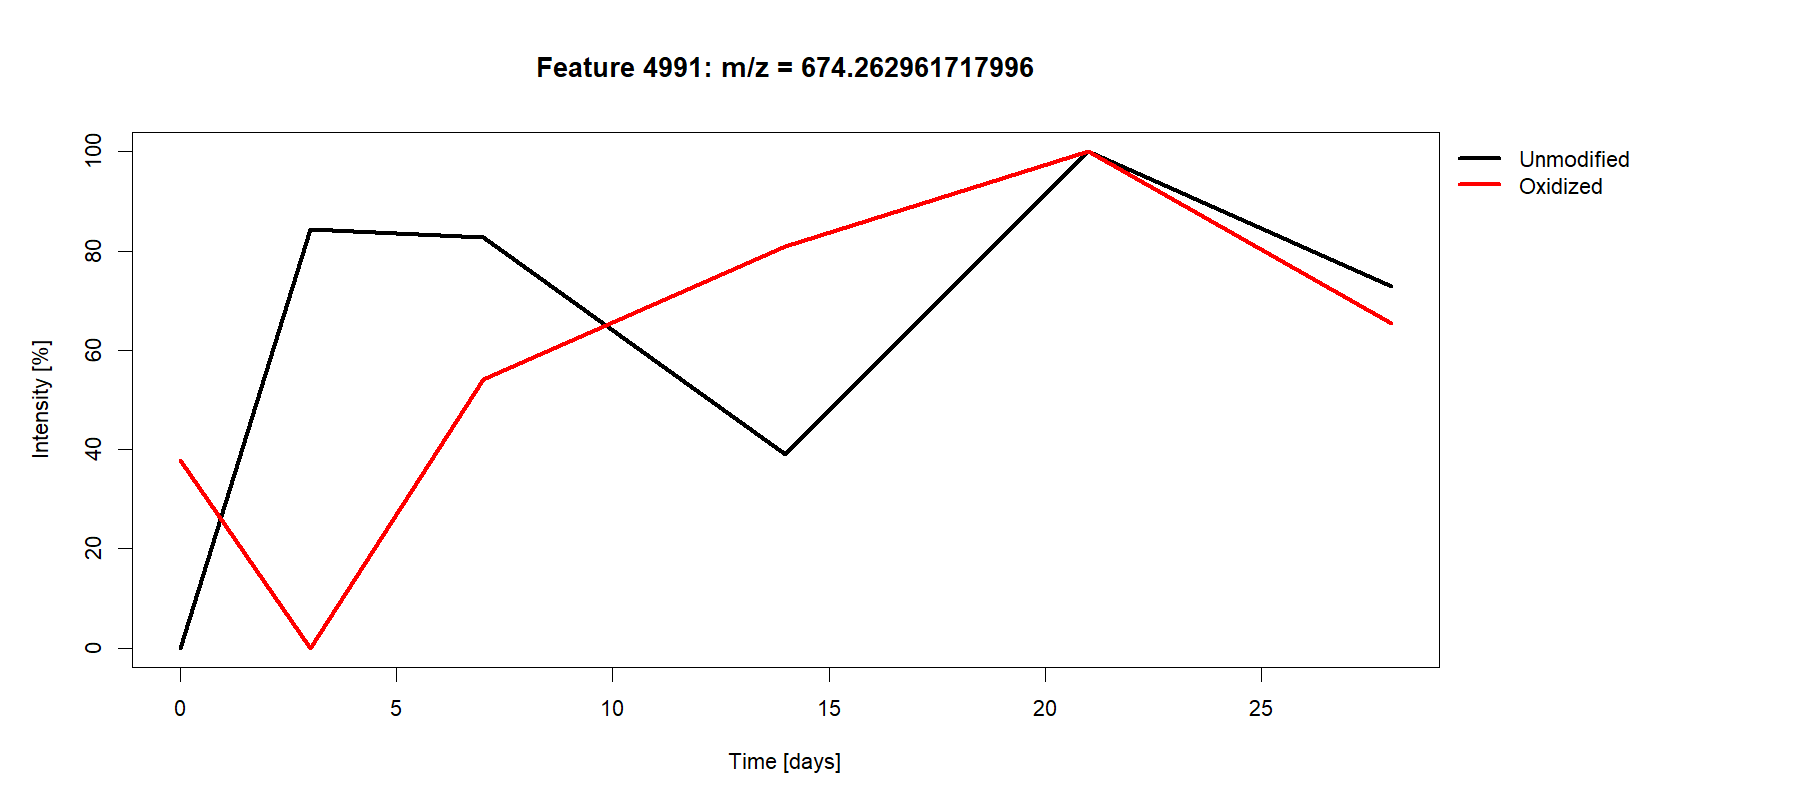 Feature 4991: m/z = 674.262961717996
Unmodified
Oxidized
Intensity [%]
100
80
60
40
20
0
0 5 10 15 20 25
Time [days]